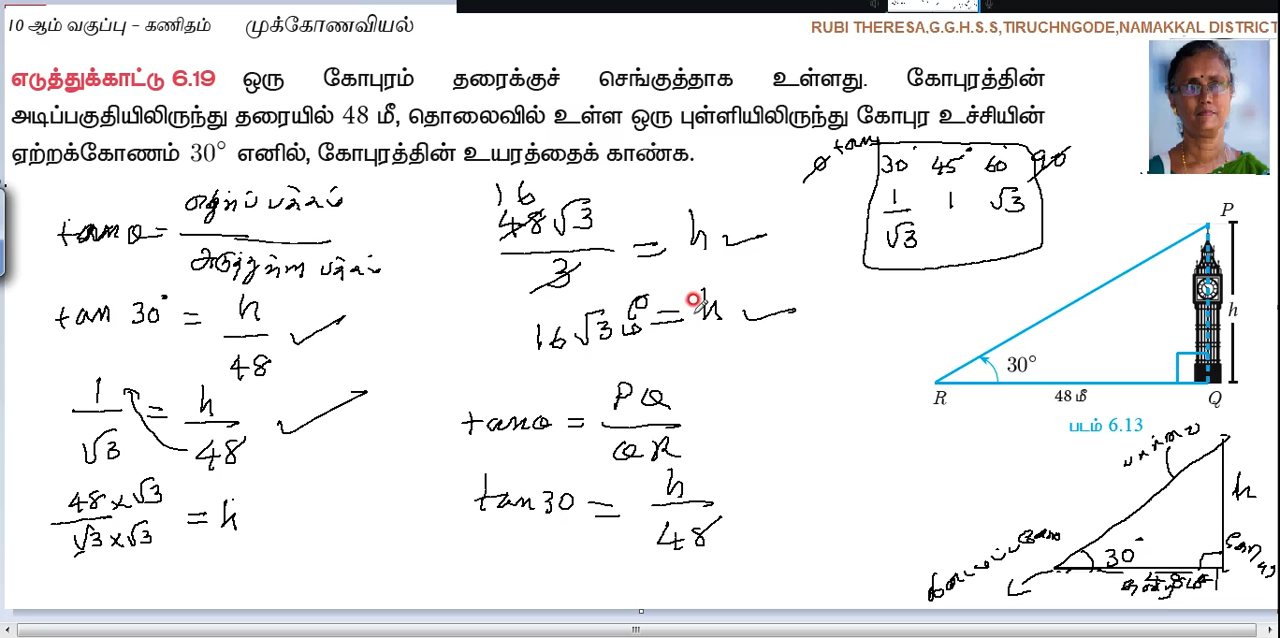 10 ஆம் வகுப்பு – கணிதம் முக்கோணவியல்
RUBI THERESA,G.G.H.S.S,TIRUCHNGODE,NAMAKKAL DISTRICT
எடுத்துக்காட்டு 6.19 ஒரு கோபுரம் தரைக்குச் செங்குத்தாக உள்ளது. கோபுரத்தின்
அடிப்பகுதியிலிருந்து தரையில் 48 மீ, தொலைவில் உள்ள ஒரு புள்ளியிலிருந்து கோபுர உச்சியின்
ஏற்றக்கோணம் 30° எனில், கோபுரத்தின் உயரத்தைக் காண்க.
tan
0 30° 45° 60° 90
1/√3 1 √3
tanθ = எதிர்ப் பக்கம் / அடுத்துள்ள பக்கம்
tan 30° = h/48
1/√3 = h/48
48×√3 / √3×√3 = h
16
48√3 / 3 = h
16√3 மீ = h
tanθ = PQ/QR
tan 30 = h/48
P
h
30°
R 48 மீ Q
படம் 6.13
h
30°
48 மீ